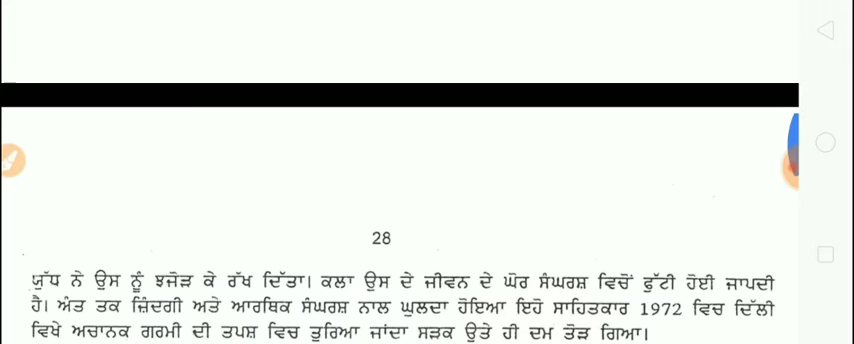 28
ਯੁੱਧ ਨੇ ਉਸ ਨੂੰ ਝਜੋੜ ਕੇ ਰੱਖ ਦਿੱਤਾ। ਕਲਾ ਉਸ ਦੇ ਜੀਵਨ ਦੇ ਘੋਰ ਸੰਘਰਸ਼ ਵਿਚੋਂ ਫੁੱਟੀ ਹੋਈ ਜਾਪਦੀ
ਹੈ। ਅੰਤ ਤਕ ਜ਼ਿੰਦਗੀ ਅਤੇ ਆਰਥਿਕ ਸੰਘਰਸ਼ ਨਾਲ ਘੁਲਦਾ ਹੋਇਆ ਇਹੋ ਸਾਹਿਤਕਾਰ 1972 ਵਿਚ ਦਿੱਲੀ
ਵਿਖੇ ਅਚਾਨਕ ਗਰਮੀ ਦੀ ਤਪਸ਼ ਵਿਚ ਤੁਰਿਆ ਜਾਂਦਾ ਸੜਕ ਉਤੇ ਹੀ ਦਮ ਤੋੜ ਗਿਆ।